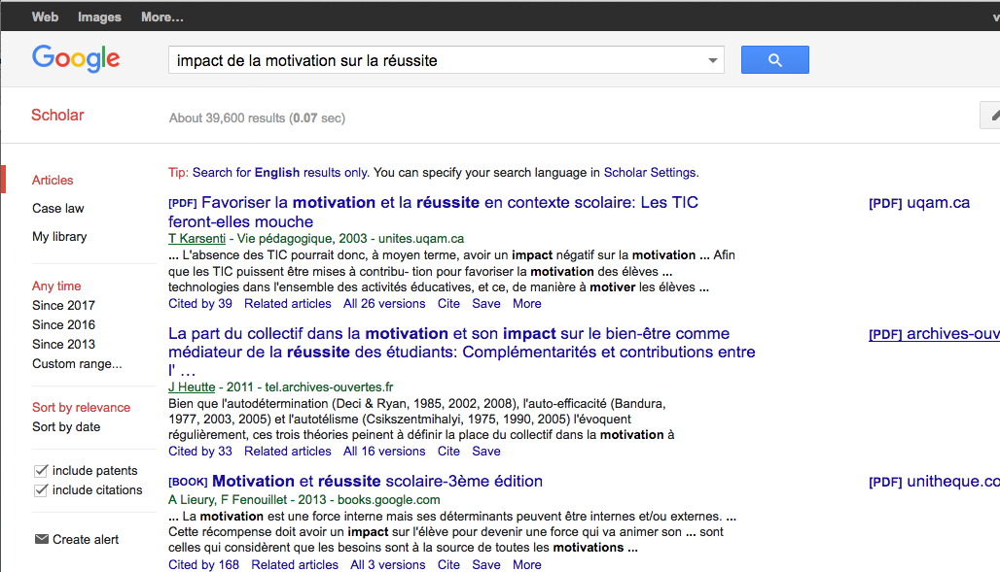 Web Images More...
Google
impact de la motivation sur la réussite
Scholar
About 39,600 results (0.07 sec)
Articles
Case law
My library
Any time
Since 2017
Since 2016
Since 2013
Custom range...
Sort by relevance
Sort by date
include patents
include citations
Create alert
Tip: Search for English results only. You can specify your search language in Scholar Settings.
[PDF] Favoriser la motivation et la réussite en contexte scolaire: Les TIC
feront-elles mouche
T Karsenti - Vie pédagogique, 2003 - unites.uqam.ca
... L'absence des TIC pourrait donc, à moyen terme, avoir un impact négatif sur la motivation ... Afin
que les TIC puissent être mises à contribu- tion pour favoriser la motivation des élèves ...
technologies dans l'ensemble des activités éducatives, et ce, de manière à motiver les élèves ...
Cited by 39 Related articles All 26 versions Cite Save More
[PDF] uqam.ca
La part du collectif dans la motivation et son impact sur le bien-être comme
médiateur de la réussite des étudiants: Complémentarités et contributions entre
l' …
J Heutte - 2011 - tel.archives-ouvertes.fr
Bien que l'autodétermination (Deci & Ryan, 1985, 2002, 2008), l'auto-efficacité (Bandura,
1977, 2003, 2005) et l'autotélisme (Csikszentmihalyi, 1975, 1990, 2005) l'évoquent
régulièrement, ces trois théories peinent à définir la place du collectif dans la motivation à
Cited by 33 Related articles All 16 versions Cite Save
[PDF] archives-ouv
[BOOK] Motivation et réussite scolaire-3ème édition
A Lieury, F Fenouillet - 2013 - books.google.com
... La motivation est une force interne mais ses déterminants peuvent être internes et/ou externes. ...
Cette récompense doit avoir un impact sur l'élève pour devenir une force qui va animer son ... sont
celles qui considèrent que les besoins sont à la source de toutes les motivations ...
Cited by 168 Related articles All 3 versions Cite Save More
[PDF] unitheque.co